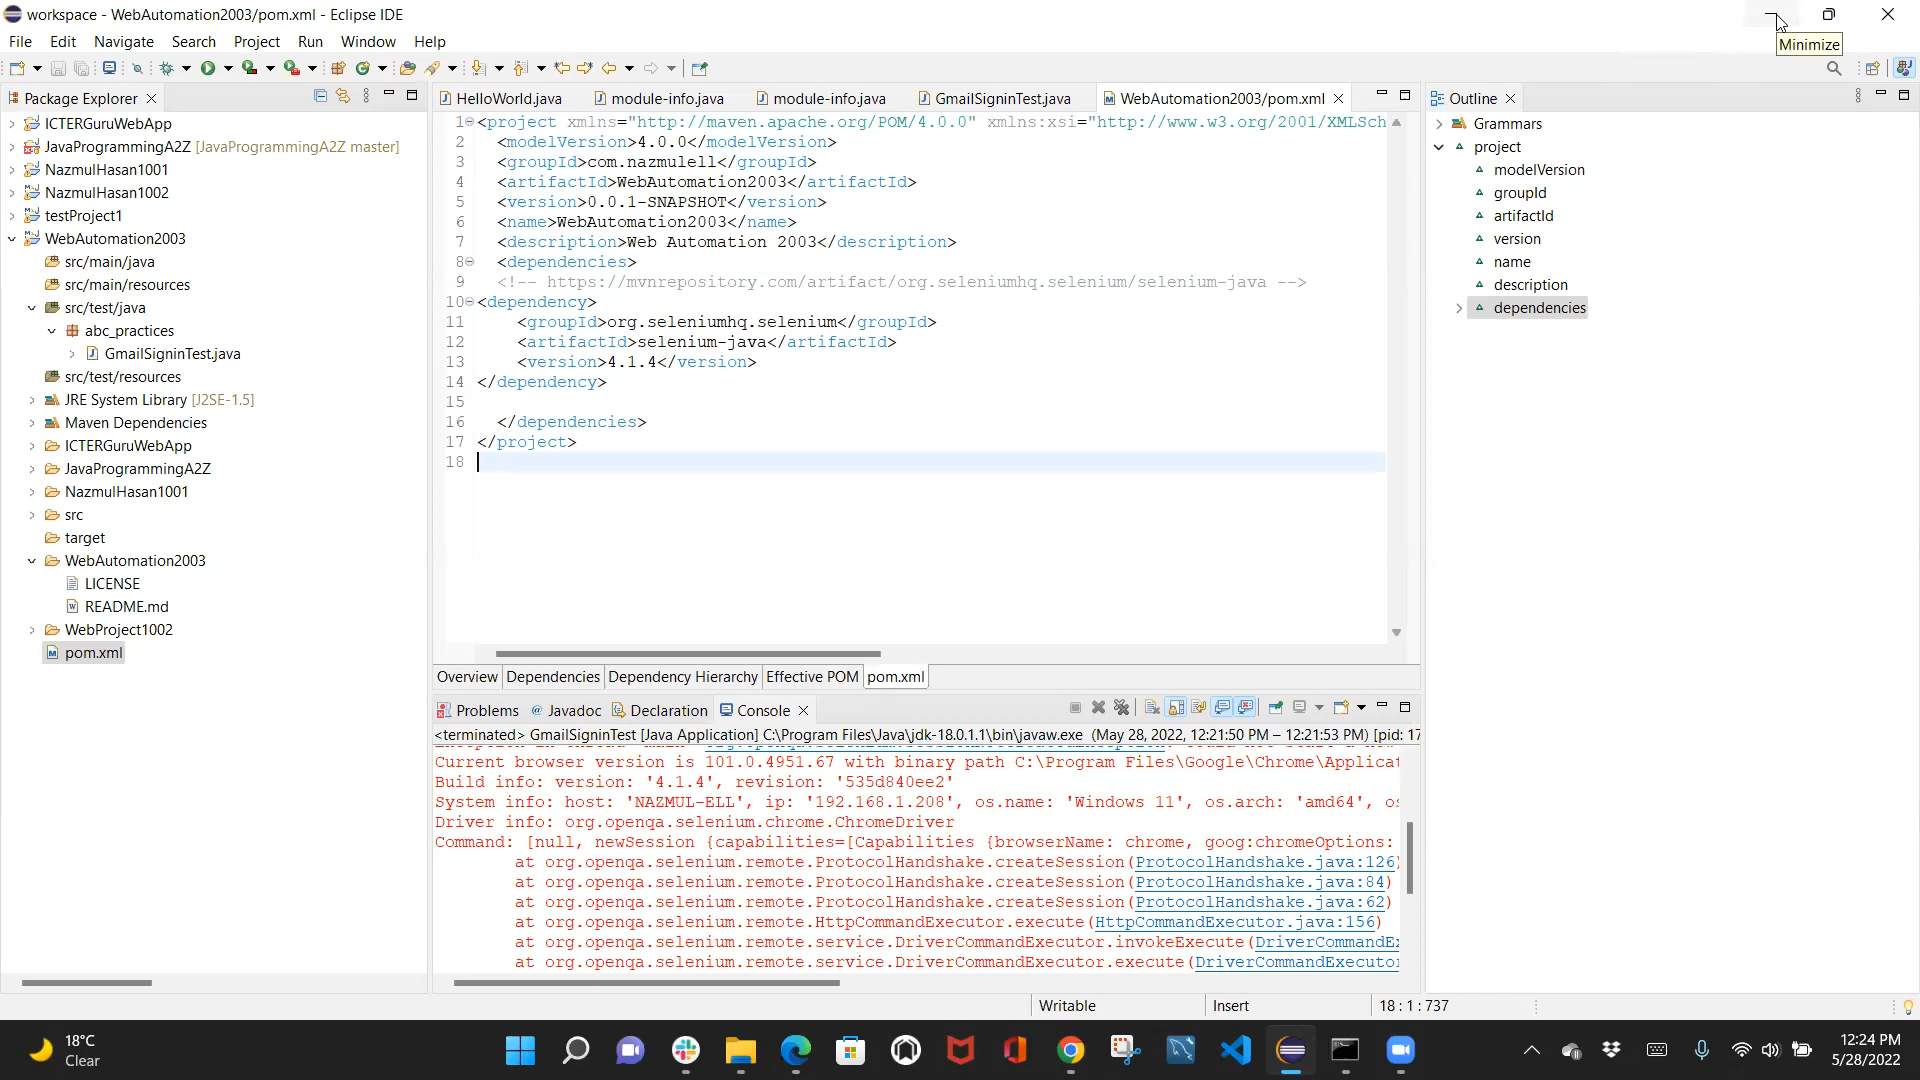 workspace - WebAutomation2003/pom.xml - Eclipse IDE
Minimize
File Edit Navigate Search Project Run Window Help
Package Explorer
ICTERGuruWebApp
JavaProgrammingA2Z [JavaProgrammingA2Z master]
NazmulHasan1001
NazmulHasan1002
testProject1
WebAutomation2003
src/main/java
src/main/resources
src/test/java
abc_practices
GmailSigninTest.java
src/test/resources
JRE System Library [J2SE-1.5]
Maven Dependencies
ICTERGuruWebApp
JavaProgrammingA2Z
NazmulHasan1001
src
target
WebAutomation2003
LICENSE
README.md
WebProject1002
pom.xml
HelloWorld.java module-info.java module-info.java GmailSigninTest.java WebAutomation2003/pom.xml
1 <project xmlns="http://maven.apache.org/POM/4.0.0" xmlns:xsi="http://www.w3.org/2001/XMLSch
2 <modelVersion>4.0.0</modelVersion>
3 <groupId>com.nazmulell</groupId>
4 <artifactId>WebAutomation2003</artifactId>
5 <version>0.0.1-SNAPSHOT</version>
6 <name>WebAutomation2003</name>
7 <description>Web Automation 2003</description>
8 <dependencies>
9 <!-- https://mvnrepository.com/artifact/org.seleniumhq.selenium/selenium-java -->
10 <dependency>
11 <groupId>org.seleniumhq.selenium</groupId>
12 <artifactId>selenium-java</artifactId>
13 <version>4.1.4</version>
14 </dependency>
15
16 </dependencies>
17 </project>
18
Overview Dependencies Dependency Hierarchy Effective POM pom.xml
Outline
Grammars
project
modelVersion
groupId
artifactId
version
name
description
dependencies
Problems Javadoc Declaration Console
<terminated> GmailSigninTest [Java Application] C:\Program Files\Java\jdk-18.0.1.1\bin\javaw.exe (May 28, 2022, 12:21:50 PM – 12:21:53 PM) [pid: 17
Current browser version is 101.0.4951.67 with binary path C:\Program Files\Google\Chrome\Applicat
Build info: version: '4.1.4', revision: '535d840ee2'
System info: host: 'NAZMUL-ELL', ip: '192.168.1.208', os.name: 'Windows 11', os.arch: 'amd64', os
Driver info: org.openqa.selenium.chrome.ChromeDriver
Command: [null, newSession {capabilities=[Capabilities {browserName: chrome, goog:chromeOptions:
at org.openqa.selenium.remote.ProtocolHandshake.createSession(ProtocolHandshake.java:126)
at org.openqa.selenium.remote.ProtocolHandshake.createSession(ProtocolHandshake.java:84)
at org.openqa.selenium.remote.ProtocolHandshake.createSession(ProtocolHandshake.java:62)
at org.openqa.selenium.remote.HttpCommandExecutor.execute(HttpCommandExecutor.java:156)
at org.openqa.selenium.remote.service.DriverCommandExecutor.invokeExecute(DriverCommandEx
at org.openqa.selenium.remote.service.DriverCommandExecutor.execute(DriverCommandExecutor
Writable Insert 18 : 1 : 737
18°C
Clear
12:24 PM
5/28/2022